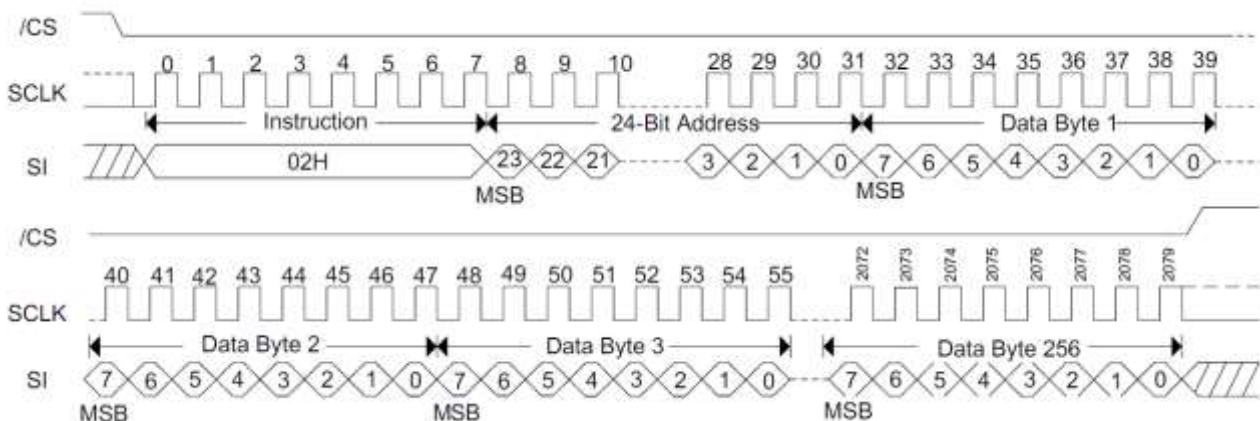 /CS
0 1 2 3 4 5 6 7 8 9 10 28 29 30 31 32 33 34 35 36 37 38 39
SCLK
Instruction 24-Bit Address Data Byte 1
SI 02H 23 22 21 3 2 1 0 7 6 5 4 3 2 1 0
MSB MSB
/CS
40 41 42 43 44 45 46 47 48 49 50 51 52 53 54 55 2072 2073 2074 2075 2076 2077 2078 2079
SCLK
Data Byte 2 Data Byte 3 Data Byte 256
SI 7 6 5 4 3 2 1 0 7 6 5 4 3 2 1 0 7 6 5 4 3 2 1 0
MSB MSB MSB